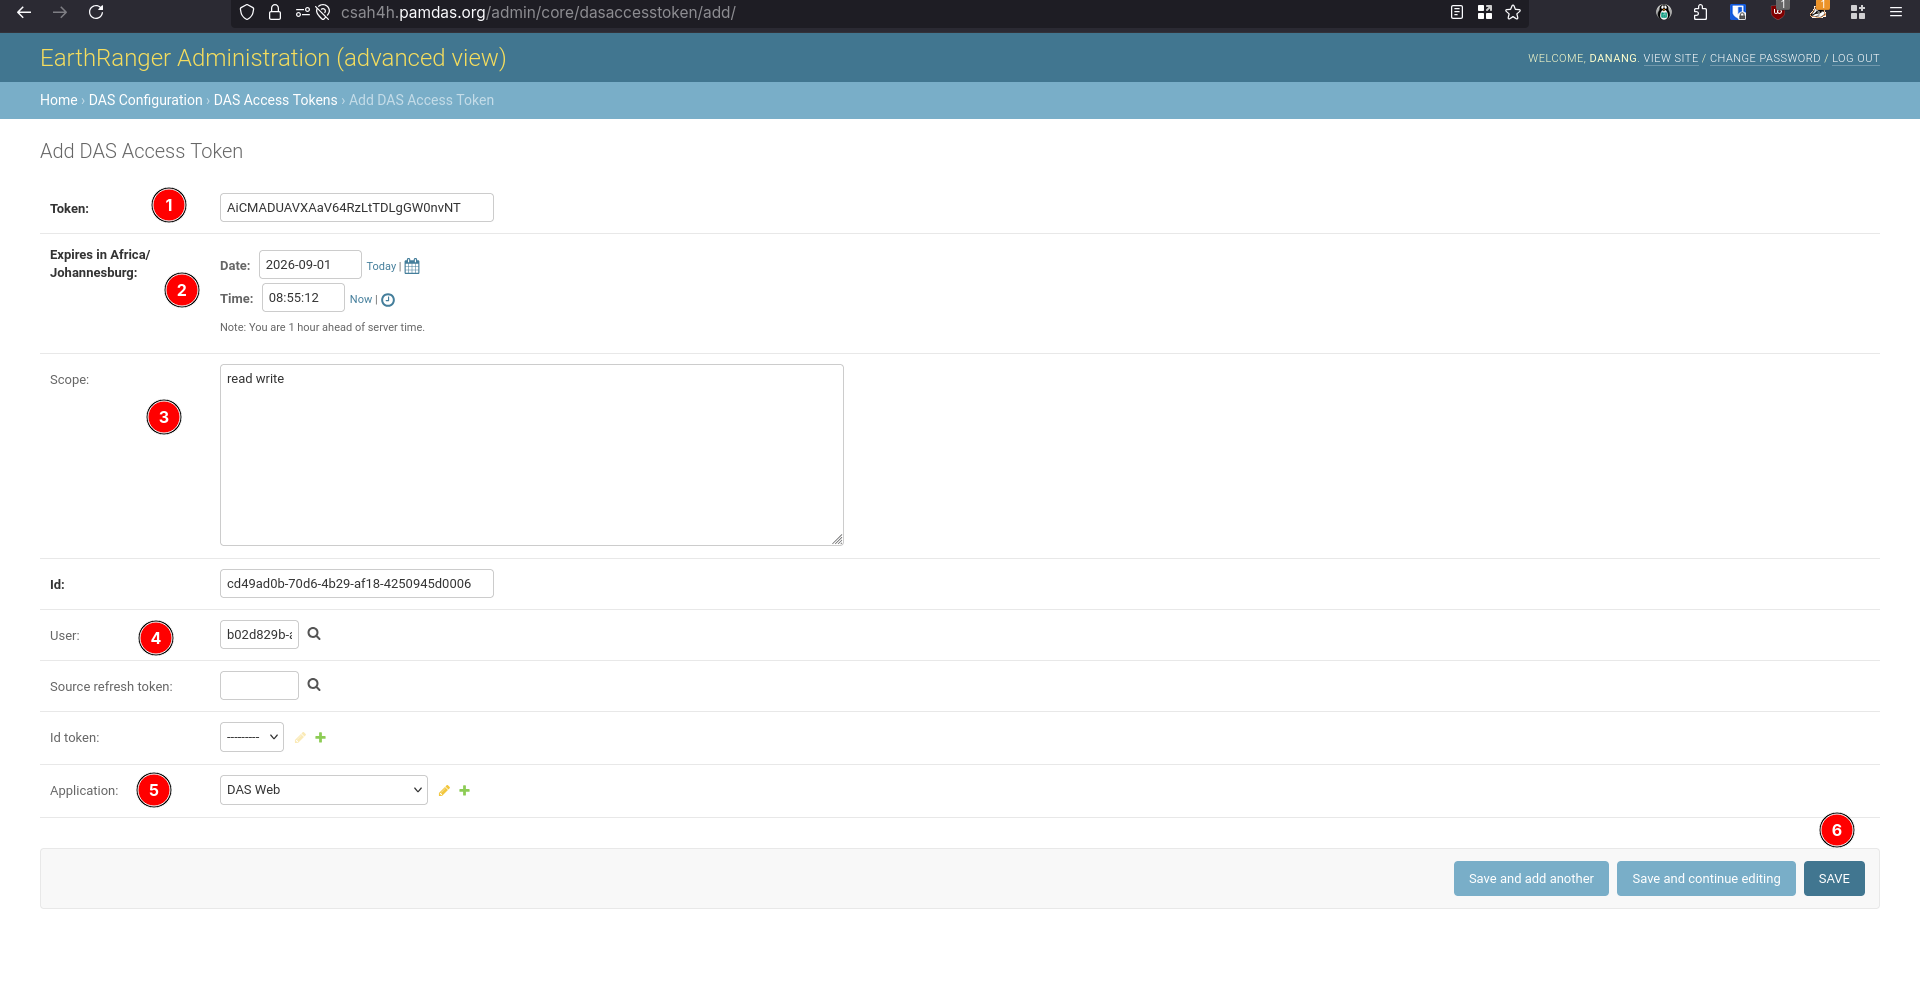 csah4h.pamdas.org/admin/core/dasaccesstoken/add/
1
1
EarthRanger Administration (advanced view)
WELCOME, DANANG. VIEW SITE / CHANGE PASSWORD / LOG OUT
Home › DAS Configuration › DAS Access Tokens › Add DAS Access Token
Add DAS Access Token
Token: 1 AiCMADUAVXAaV64RzLtTDLgGW0nvNT
Expires in Africa/
Johannesburg:
2
Date: 2026-09-01 Today |
Time: 08:55:12 Now |
Note: You are 1 hour ahead of server time.
Scope: read write
3
Id: cd49ad0b-70d6-4b29-af18-4250945d0006
User: 4 b02d829b-
Source refresh token:
Id token: ---------
Application: 5 DAS Web
6
Save and add another Save and continue editing SAVE